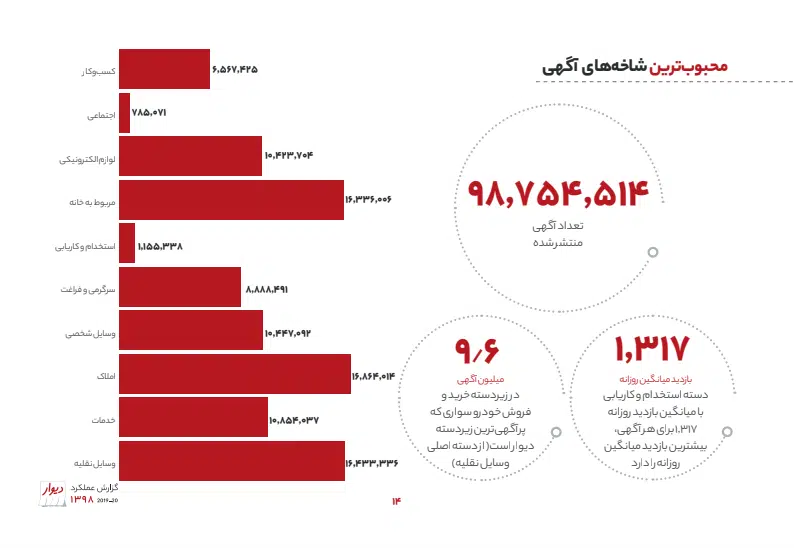 محبوب‌ترین شاخه‌های آگهی
۹۸,۷۵۴,۵۱۴
تعداد آگهی
منتشر شده
۱,۳۱۷
بازدید میانگین روزانه
دسته استخدام و کاریابی
با میانگین بازدید روزانه
۱.۳۱۷ برای هر آگهی،
بیشترین بازدید میانگین
روزانه را دارد
۹٫۶
میلیون آگهی
در زیردسته خرید و
فروش خودرو سواری که
پرآگهی‌ترین زیردسته
دیوار است( از دسته اصلی
وسایل نقلیه)
کسب‌و‌کار ۶,۵۶۷,۴۲۵
اجتماعی ۷۸۵,۰۷۱
لوازم الکترونیکی ۱۰,۴۲۳,۷۰۴
مربوط به خانه ۱۶,۳۳۶,۰۰۶
استخدام و کاریابی ۱,۱۵۵,۳۳۸
سرگرمی و فراغت ۸,۸۸۸,۴۹۱
وسایل شخصی ۱۰,۴۴۷,۰۹۲
املاک ۱۶,۸۶۴,۰۱۴
خدمات ۱۰,۸۵۴,۰۳۷
وسایل نقلیه ۱۶,۴۳۳,۳۳۶
دیوار
گزارش عملکرد
۱۳۹۸ 2019-20
۱۴